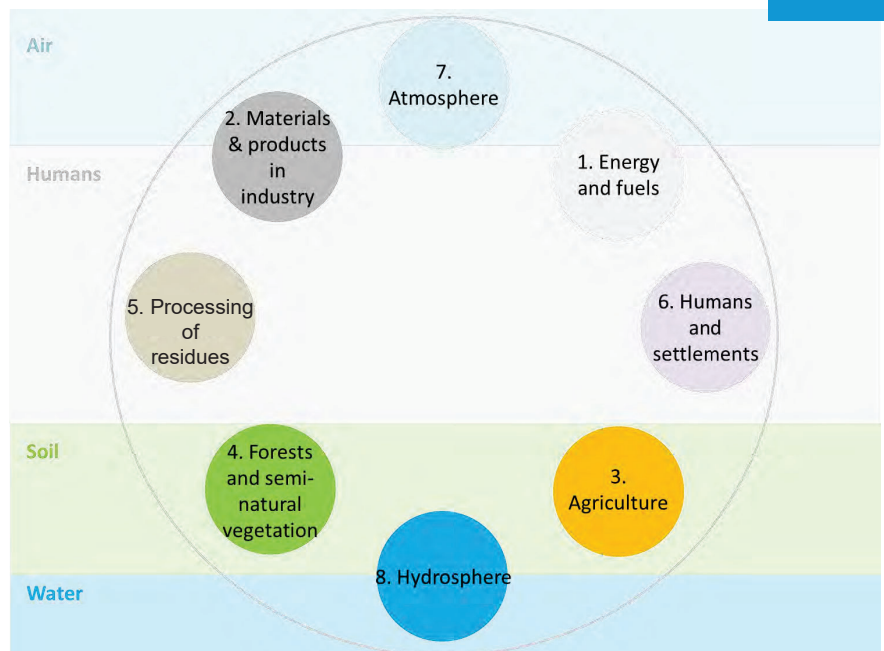 Air
7.
Atmosphere
2. Materials
& products
in
industry
1. Energy
and fuels
Humans
5. Processing
of
residues
6. Humans
and
settlements
Soil
4. Forests
and semi-
natural
vegetation
3.
Agriculture
8. Hydrosphere
Water